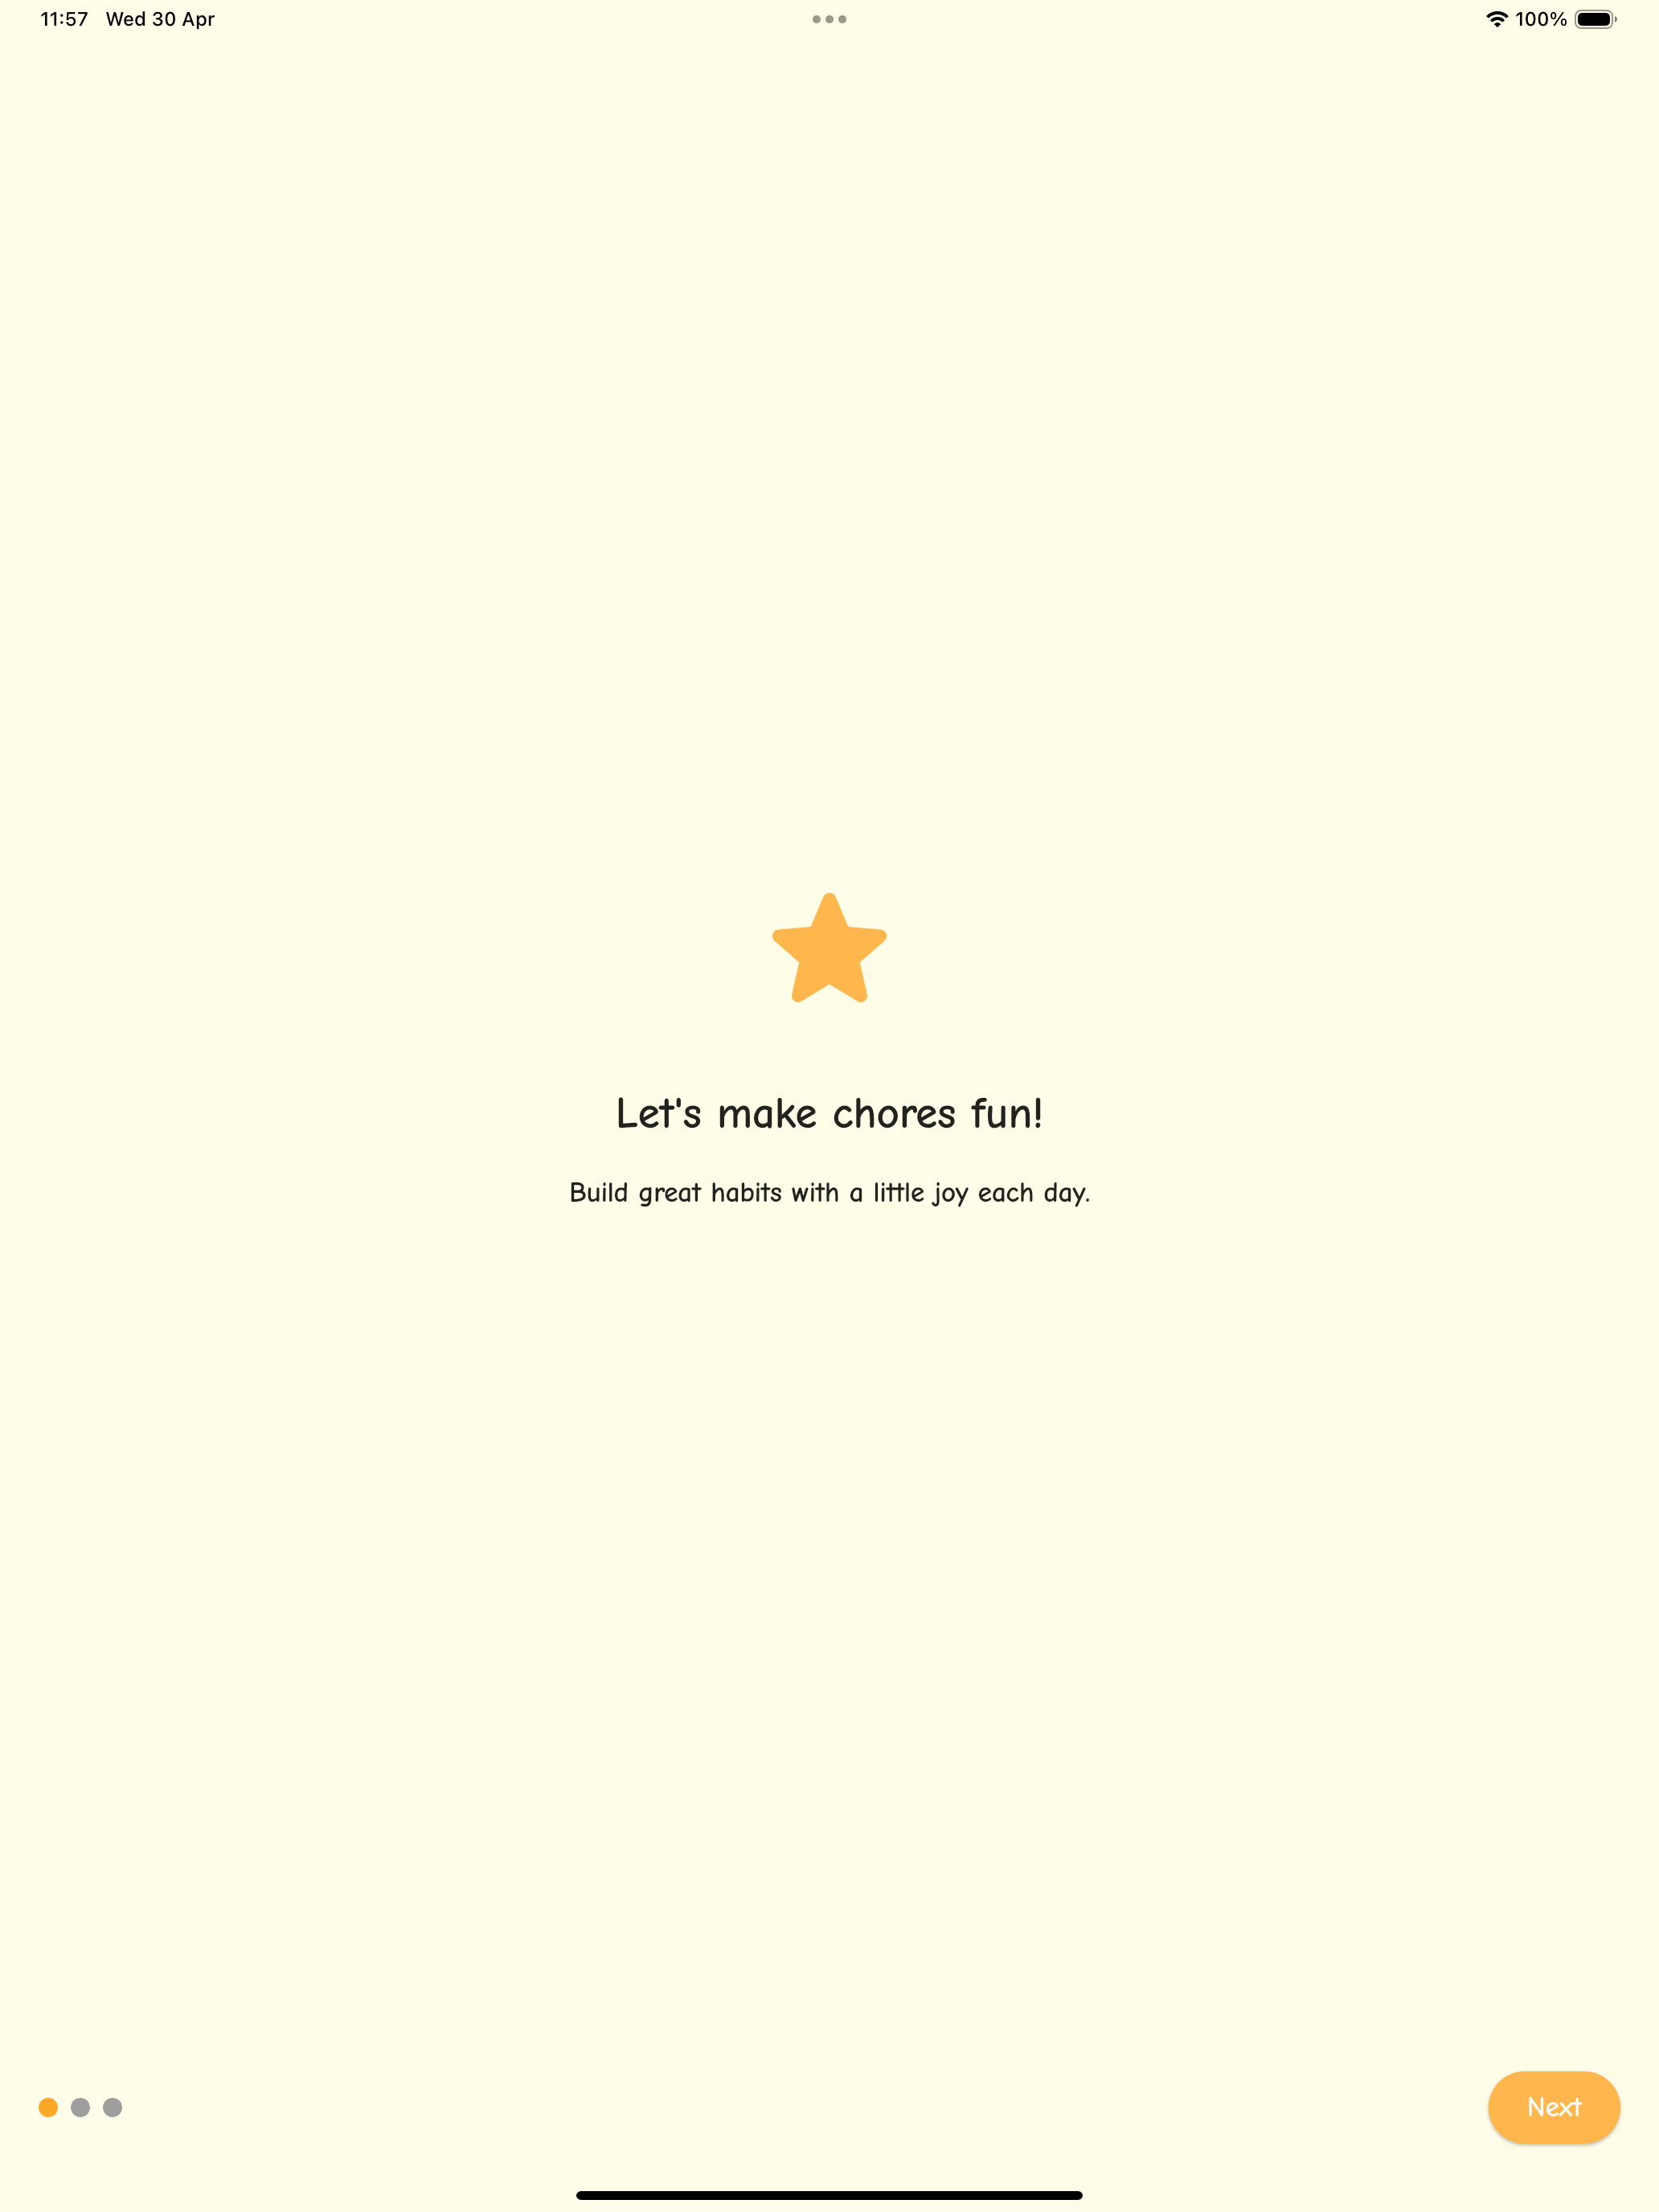 11:57 Wed 30 Apr 100%
Let's make chores fun!
Build great habits with a little joy each day.
Next